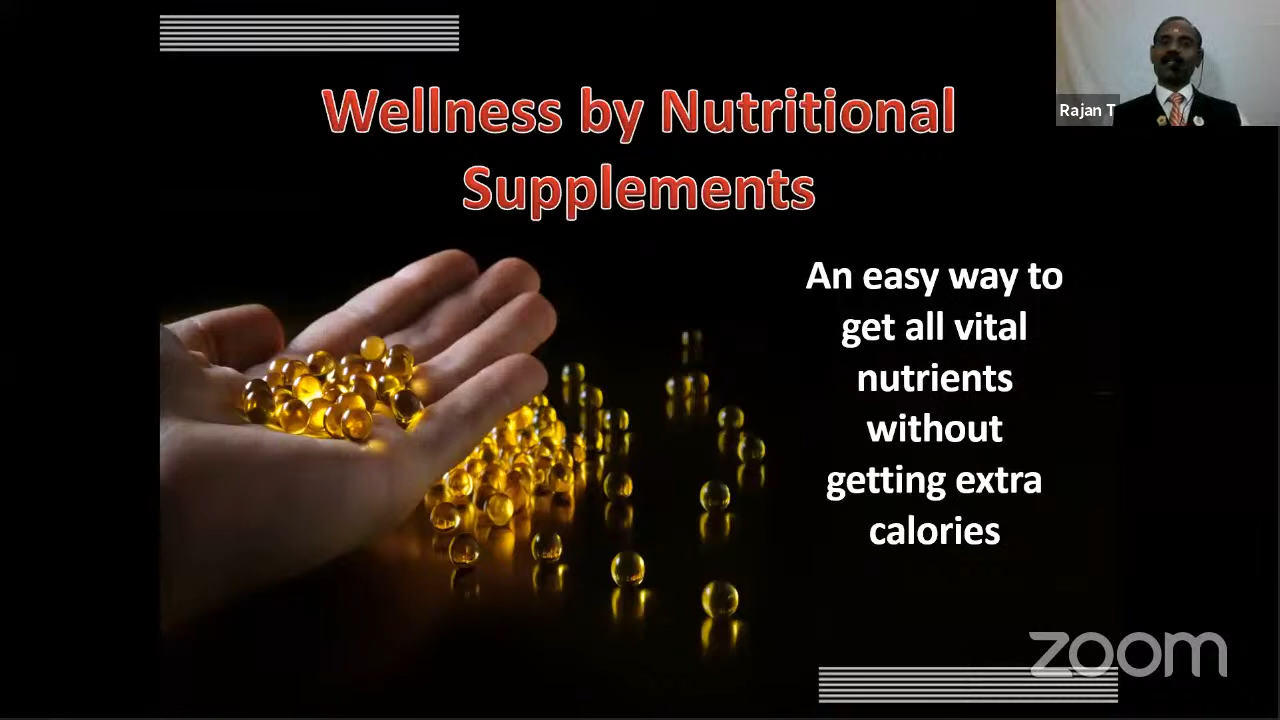 Rajan T
Wellness by Nutritional
Supplements
An easy way to
get all vital
nutrients
without
getting extra
calories
zoom